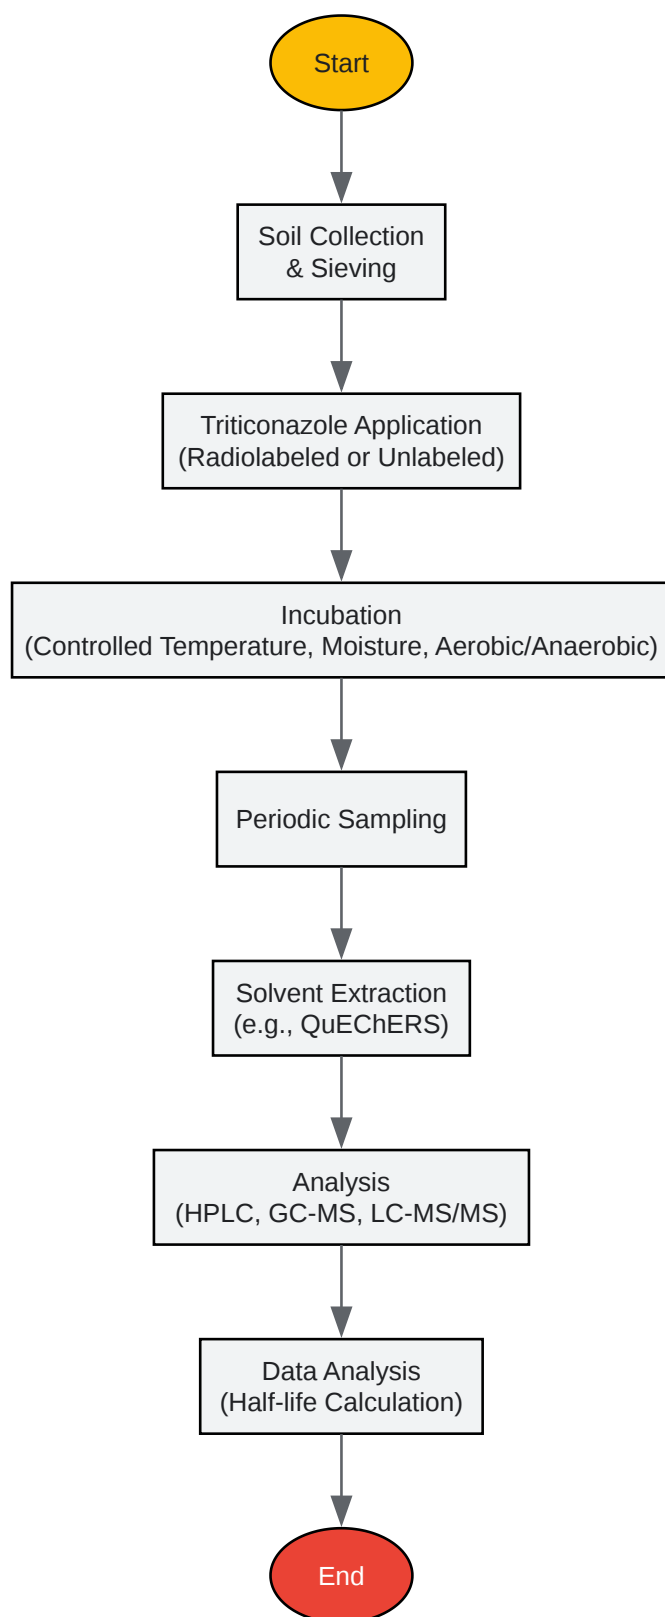 Start
Soil Collection
& Sieving
Triticonazole Application
(Radiolabeled or Unlabeled)
Incubation
(Controlled Temperature, Moisture, Aerobic/Anaerobic)
Periodic Sampling
Solvent Extraction
(e.g., QuEChERS)
Analysis
(HPLC, GC-MS, LC-MS/MS)
Data Analysis
(Half-life Calculation)
End